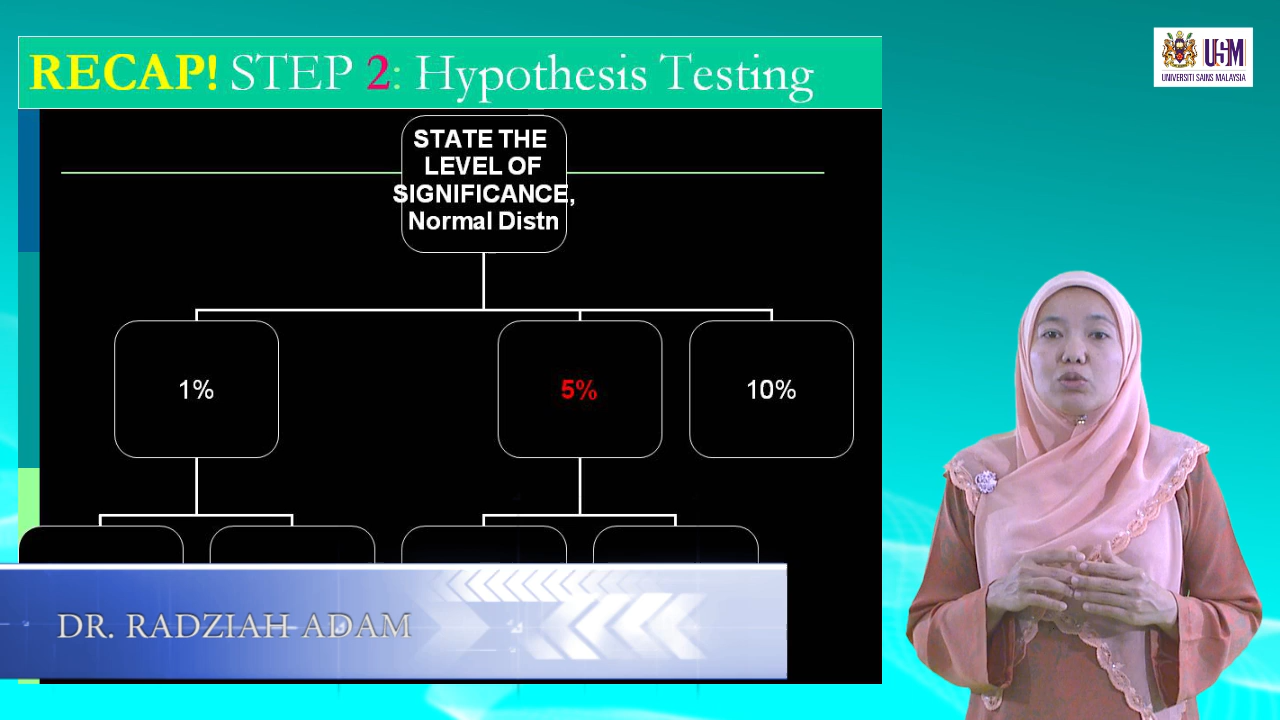 RECAP! STEP 2: Hypothesis Testing
USM
UNIVERSITI SAINS MALAYSIA
STATE THE
LEVEL OF
SIGNIFICANCE,
Normal Distn
1%
5%
10%
DR. RADZIAH ADAM